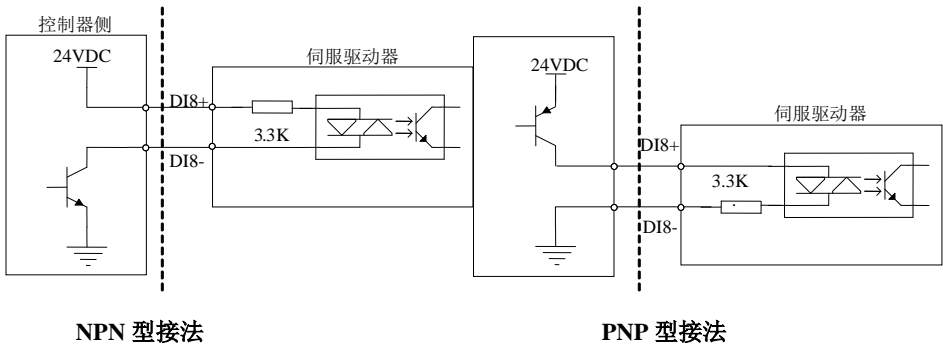 控制器侧
24VDC
伺服驱动器
DI8+
3.3K
DI8-
24VDC
伺服驱动器
DI8+
3.3K
DI8-
NPN 型接法
PNP 型接法